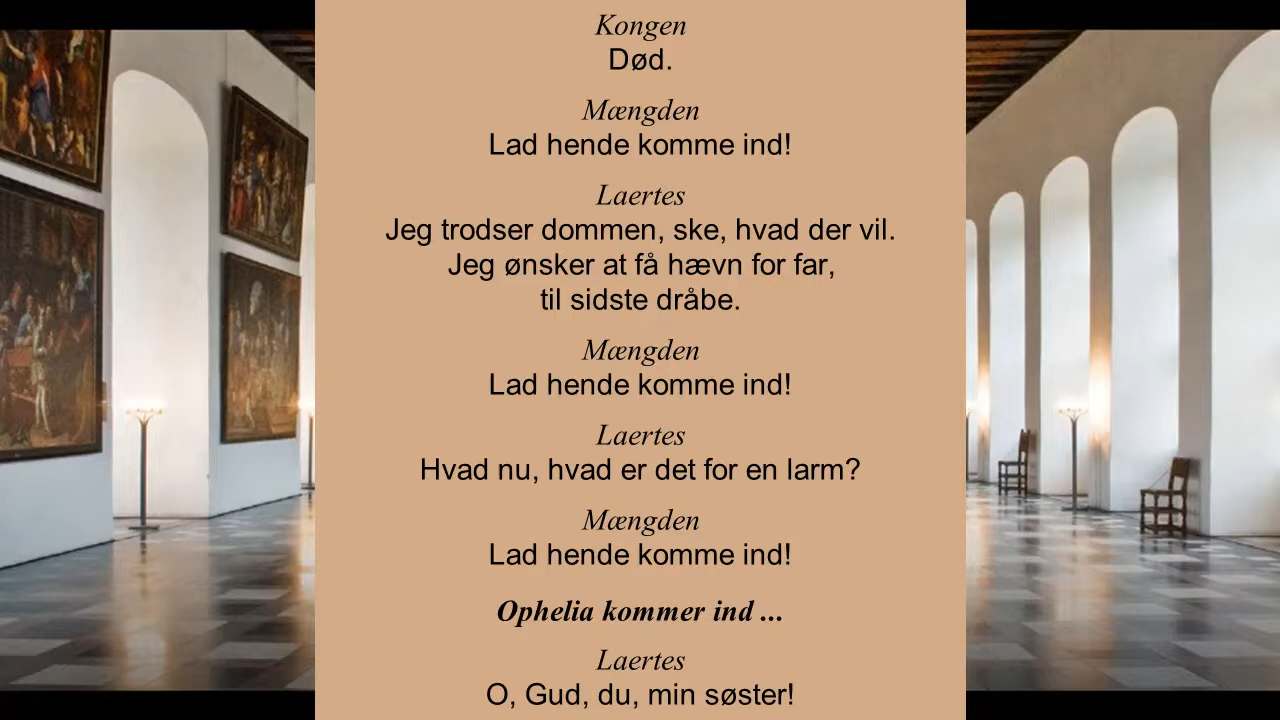 Kongen
Død.
Mængden
Lad hende komme ind!
Laertes
Jeg trodser dommen, ske, hvad der vil.
Jeg ønsker at få hævn for far,
til sidste dråbe.
Mængden
Lad hende komme ind!
Laertes
Hvad nu, hvad er det for en larm?
Mængden
Lad hende komme ind!
Ophelia kommer ind ...
Laertes
O, Gud, du, min søster!